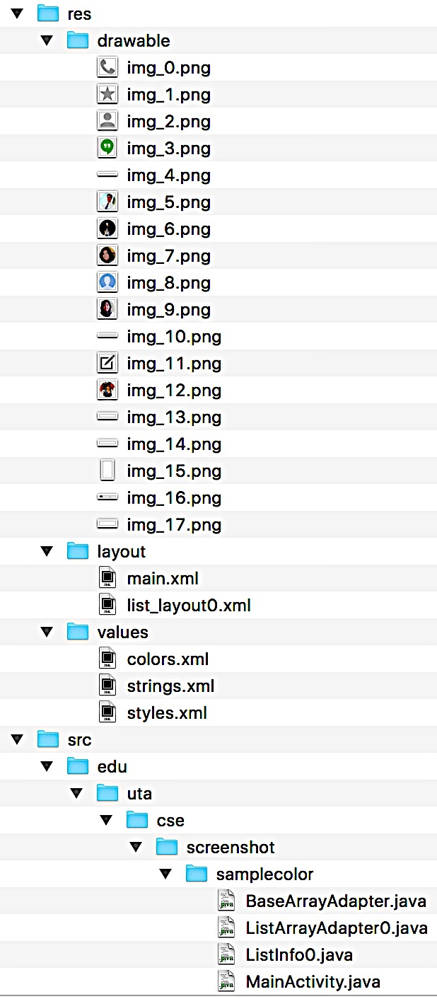 res
drawable
img_0.png
img_1.png
img_2.png
img_3.png
img_4.png
img_5.png
img_6.png
img_7.png
img_8.png
img_9.png
img_10.png
img_11.png
img_12.png
img_13.png
img_14.png
img_15.png
img_16.png
img_17.png
layout
main.xml
list_layout0.xml
values
colors.xml
strings.xml
styles.xml
src
edu
uta
cse
screenshot
samplecolor
BaseArrayAdapter.java
ListArrayAdapter0.java
ListInfo0.java
MainActivity.java